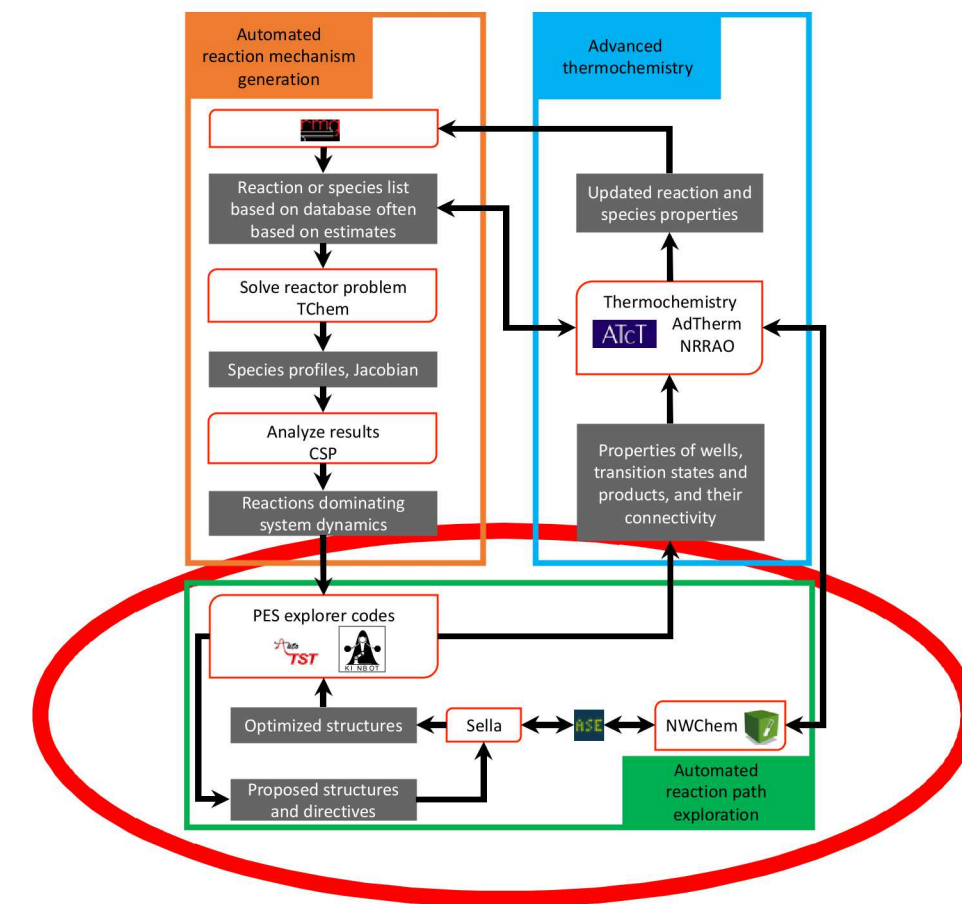 Automated
reaction mechanism
generation
Advanced
thermochemistry
rmg
Reaction or species list
based on database often
based on estimates
Updated reaction and
species properties
Solve reactor problem
TChem
Thermochemistry
ATcT
AdTherm
NRRAO
Species profiles, Jacobian
Analyze results
CSP
Properties of wells,
transition states and
products, and their
connectivity
Reactions dominating
system dynamics
PES explorer codes
Auto
TST
KINBOT
Optimized structures
Sella
ASE
NWChem
Proposed structures
and directives
Automated
reaction path
exploration